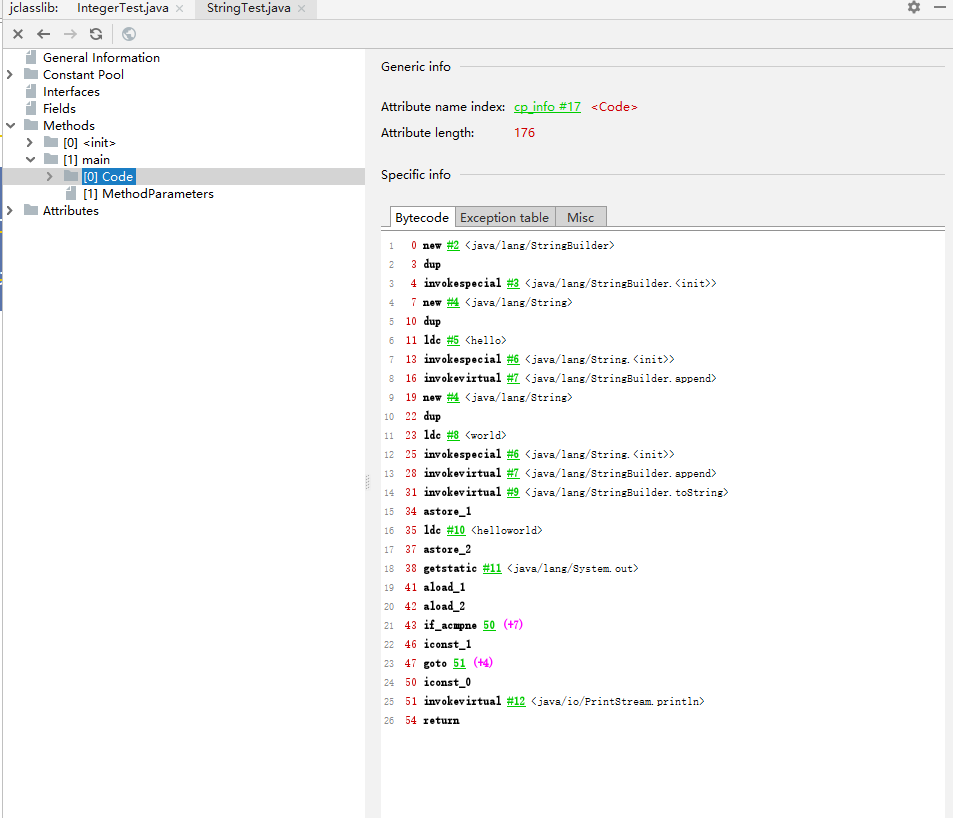 jclasslib: IntegerTest.java StringTest.java
General Information
Constant Pool
Interfaces
Fields
Methods
[0] <init>
[1] main
[0] Code
[1] MethodParameters
Attributes
Generic info
Attribute name index: cp_info #17 <Code>
Attribute length: 176
Specific info
Bytecode Exception table Misc
1 0 new #2 <java/lang/StringBuilder>
2 3 dup
3 4 invokespecial #3 <java/lang/StringBuilder.<init>>
4 7 new #4 <java/lang/String>
5 10 dup
6 11 ldc #5 <hello>
7 13 invokespecial #6 <java/lang/String.<init>>
8 16 invokevirtual #7 <java/lang/StringBuilder.append>
9 19 new #4 <java/lang/String>
10 22 dup
11 23 ldc #8 <world>
12 25 invokespecial #6 <java/lang/String.<init>>
13 28 invokevirtual #7 <java/lang/StringBuilder.append>
14 31 invokevirtual #9 <java/lang/StringBuilder.toString>
15 34 astore_1
16 35 ldc #10 <helloworld>
17 37 astore_2
18 38 getstatic #11 <java/lang/System.out>
19 41 aload_1
20 42 aload_2
21 43 if_acmpne 50 (+7)
22 46 iconst_1
23 47 goto 51 (+4)
24 50 iconst_0
25 51 invokevirtual #12 <java/io/PrintStream.println>
26 54 return